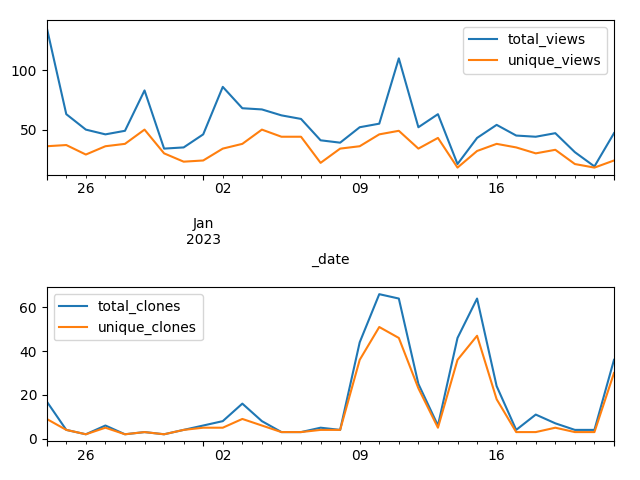 total_views
unique_views
100
50
26 02 09 16
Jan
2023
_date
total_clones
unique_clones
60
40
20
0
26 02 09 16